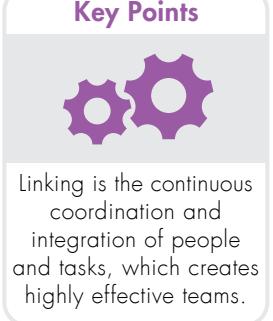 Key Points
Linking is the continuous
coordination and
integration of people
and tasks, which creates
highly effective teams.